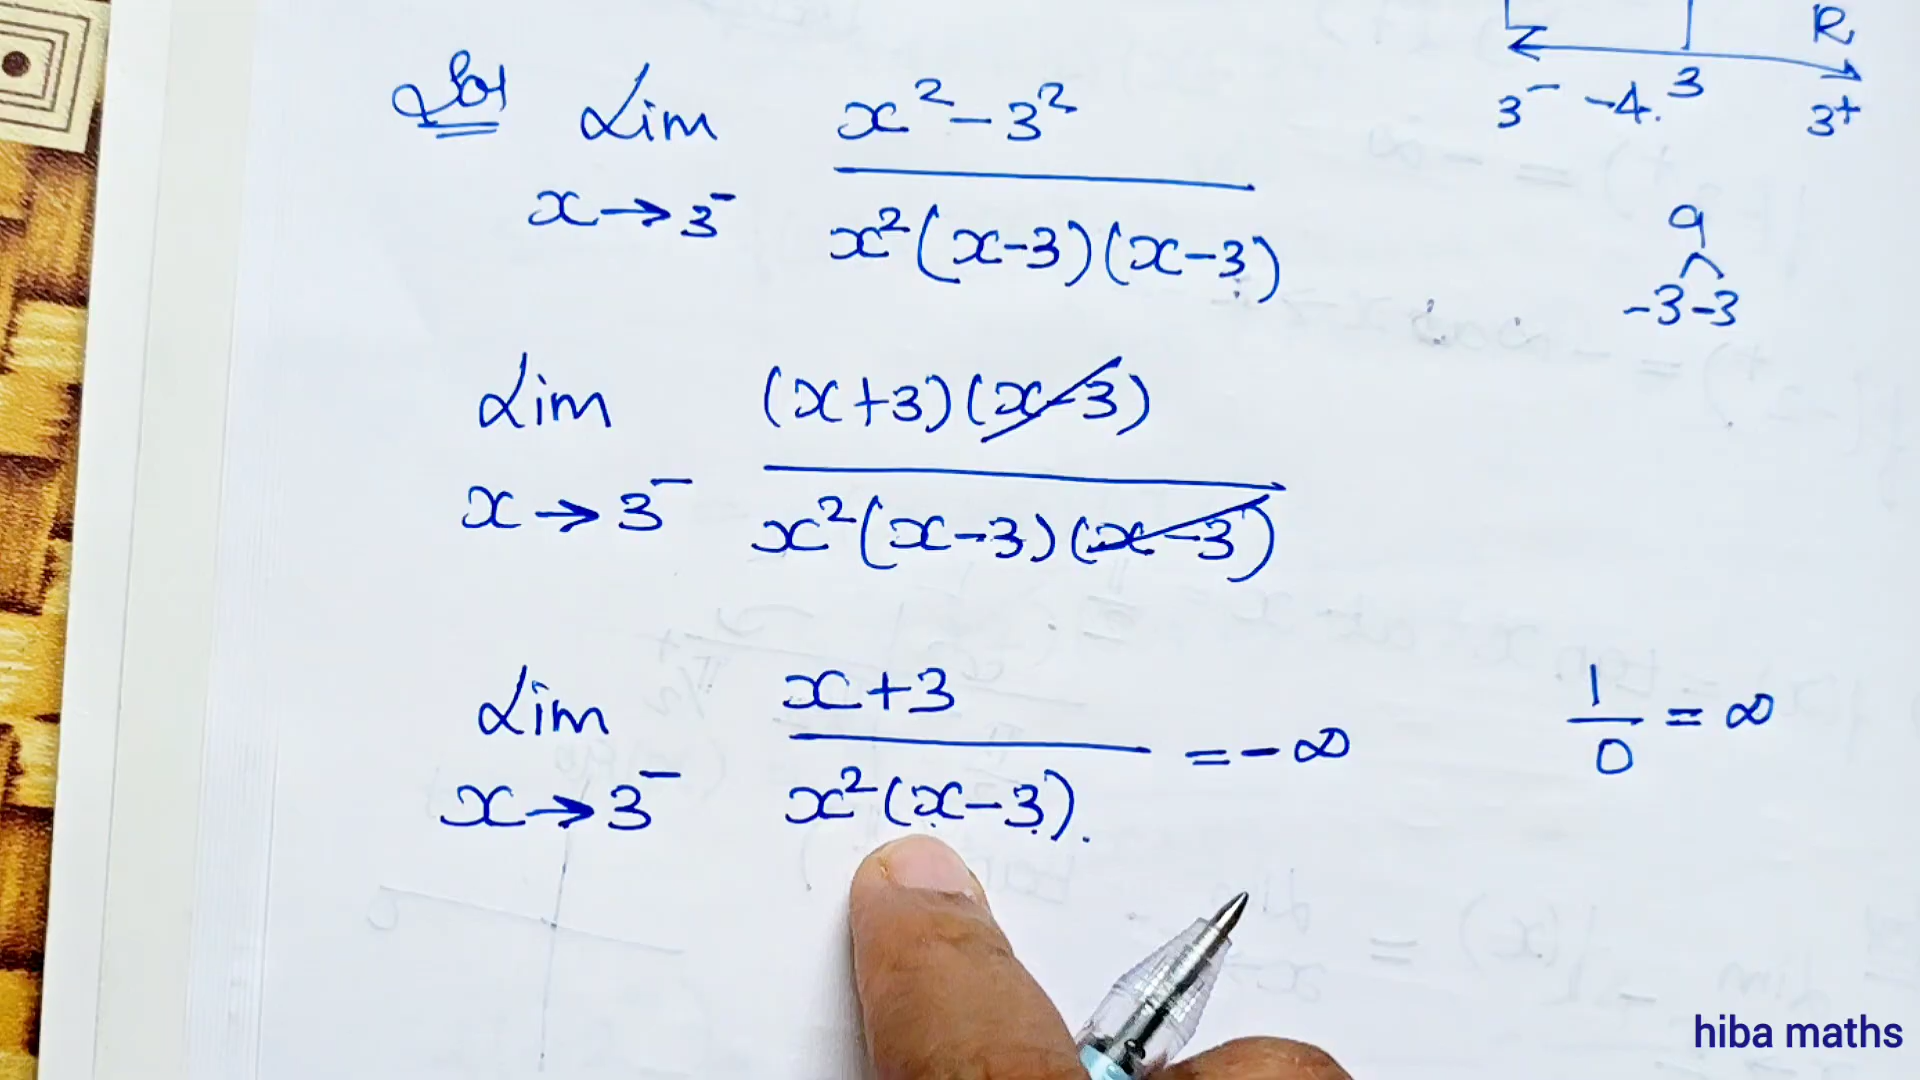 Sol Lim x² - 3²
x → 3⁻ x²(x-3)(x-3)
Lim (x+3)(x-3)
x → 3⁻ x²(x-3)(x-3)
Lim x+3 = -∞
x → 3⁻ x²(x-3).
R
3⁻ -4. 3 3⁺
9
-3 -3
1/0 = ∞
hiba maths